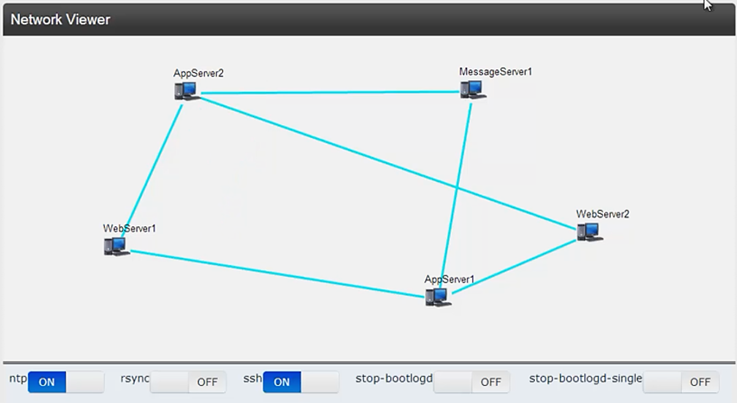 Network Viewer
AppServer2
MessageServer1
WebServer2
WebServer1
AppServer1
ntp ON rsync OFF ssh ON stop-bootlogd OFF stop-bootlogd-single OFF